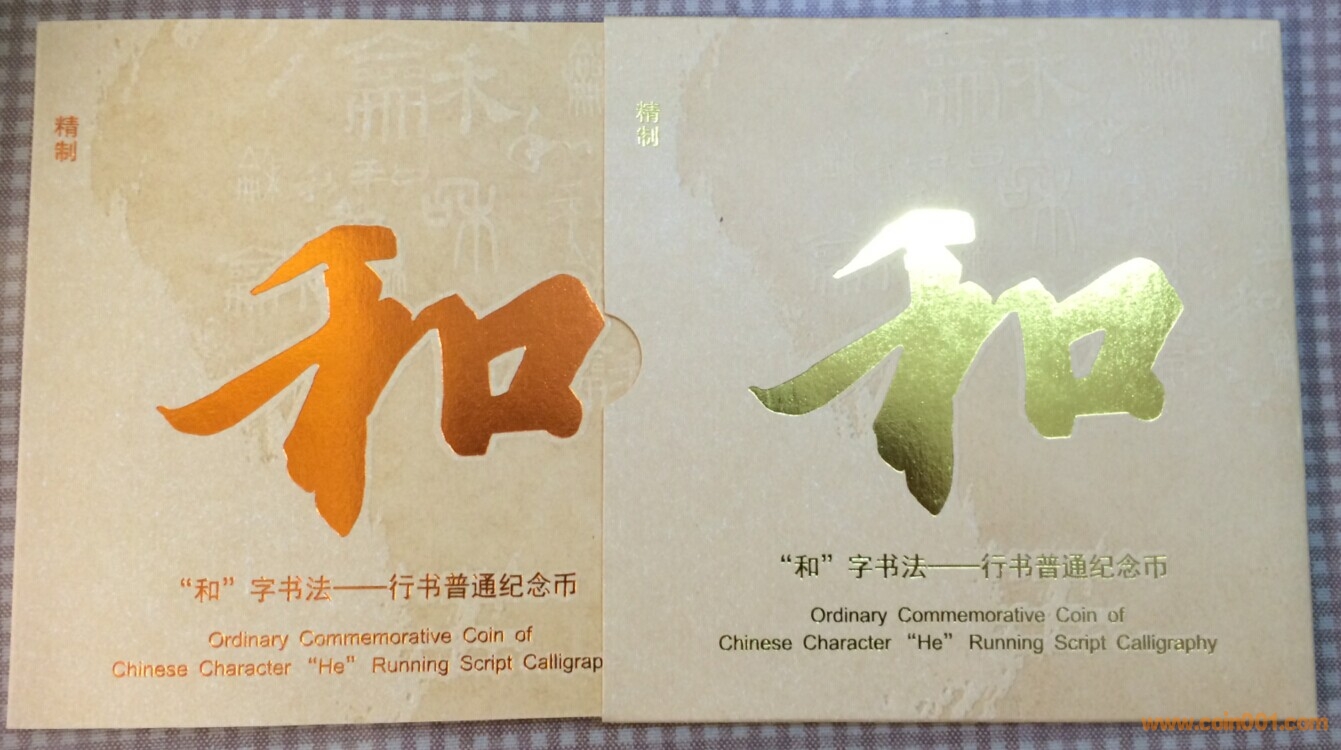 精制
和
“和”字书法——行书普通纪念币
Ordinary Commemorative Coin of
Chinese Character “He” Running Script Calligrap
精制
和
“和”字书法——行书普通纪念币
Ordinary Commemorative Coin of
Chinese Character “He” Running Script Calligraphy
www.coin001.com